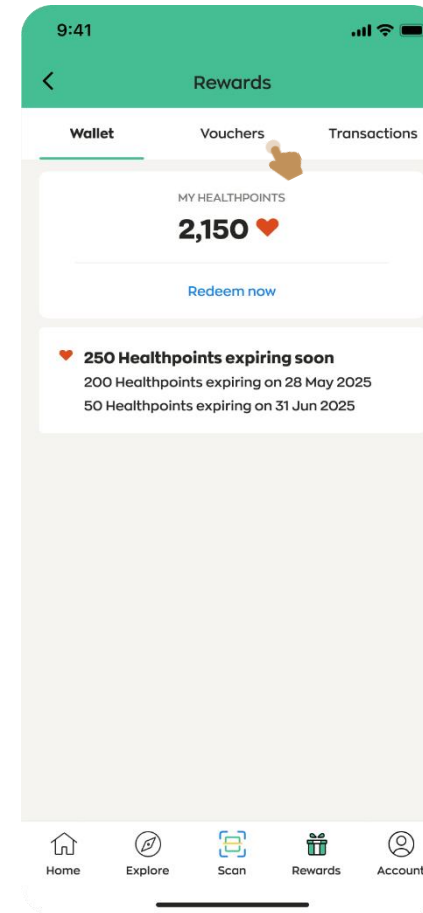 9:41
Rewards
Wallet Vouchers Transactions
MY HEALTHPOINTS
2,150
Redeem now
250 Healthpoints expiring soon
200 Healthpoints expiring on 28 May 2025
50 Healthpoints expiring on 31 Jun 2025
Home Explore Scan Rewards Account